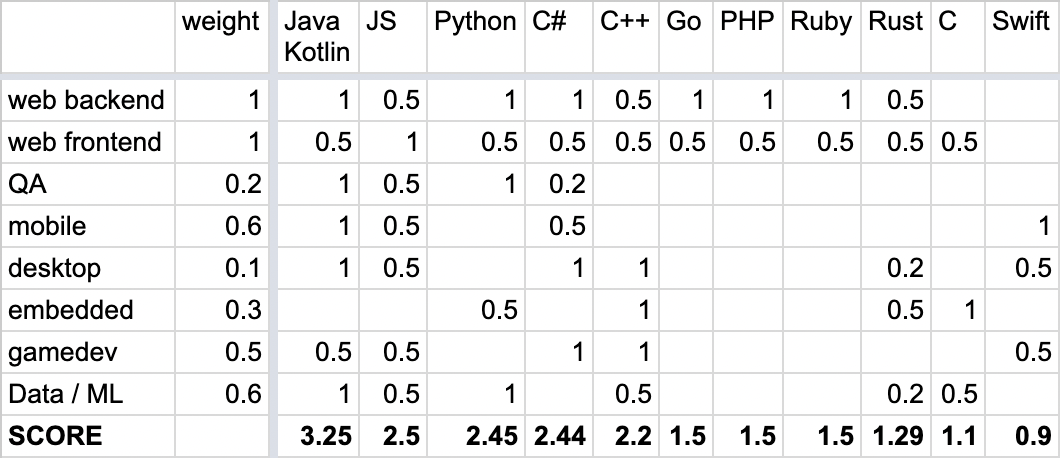 weight Java JS Python C# C++ Go PHP Ruby Rust C Swift
Kotlin
web backend 1 1 0.5 1 1 0.5 1 1 1 0.5
web frontend 1 0.5 1 0.5 0.5 0.5 0.5 0.5 0.5 0.5 0.5
QA 0.2 1 0.5 1 0.2
mobile 0.6 1 0.5 0.5 1
desktop 0.1 1 0.5 1 1 0.2 0.5
embedded 0.3 0.5 1 0.5 1
gamedev 0.5 0.5 0.5 1 1 0.5
Data / ML 0.6 1 0.5 1 0.5 0.2 0.5
SCORE 3.25 2.5 2.45 2.44 2.2 1.5 1.5 1.5 1.29 1.1 0.9